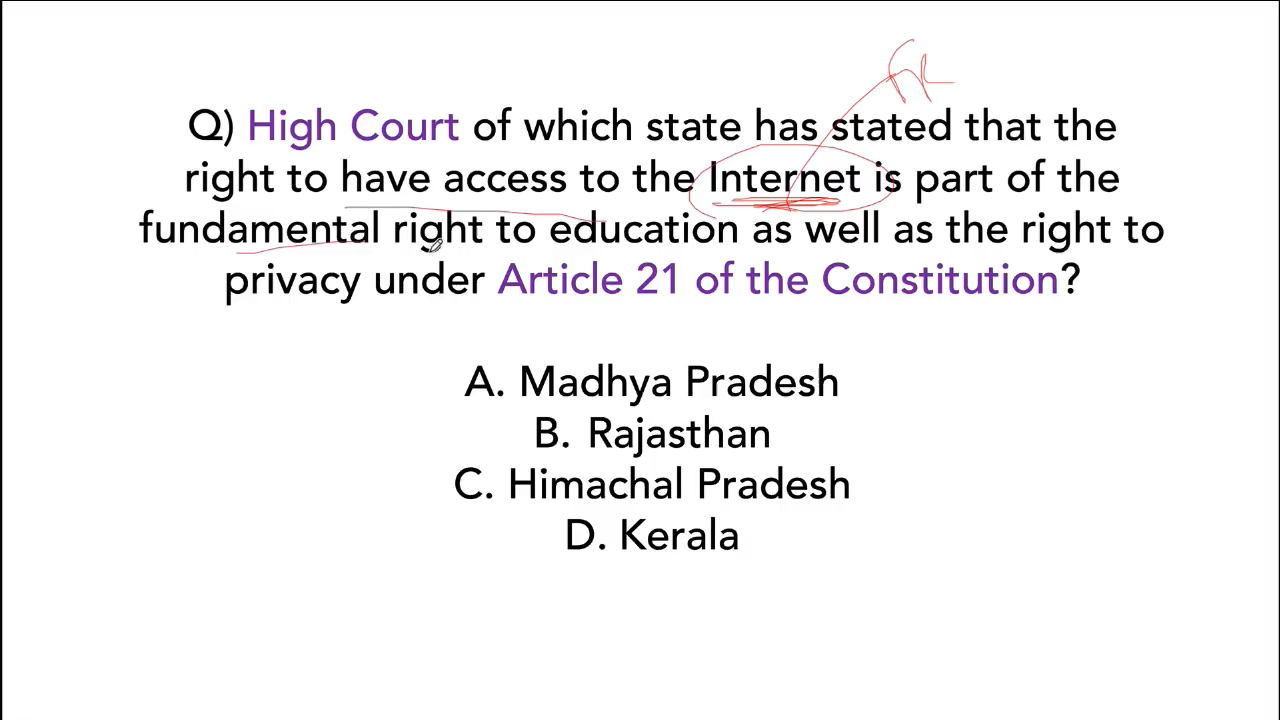 FR
Q) High Court of which state has stated that the
right to have access to the Internet is part of the
fundamental right to education as well as the right to
privacy under Article 21 of the Constitution?
A. Madhya Pradesh
B. Rajasthan
C. Himachal Pradesh
D. Kerala